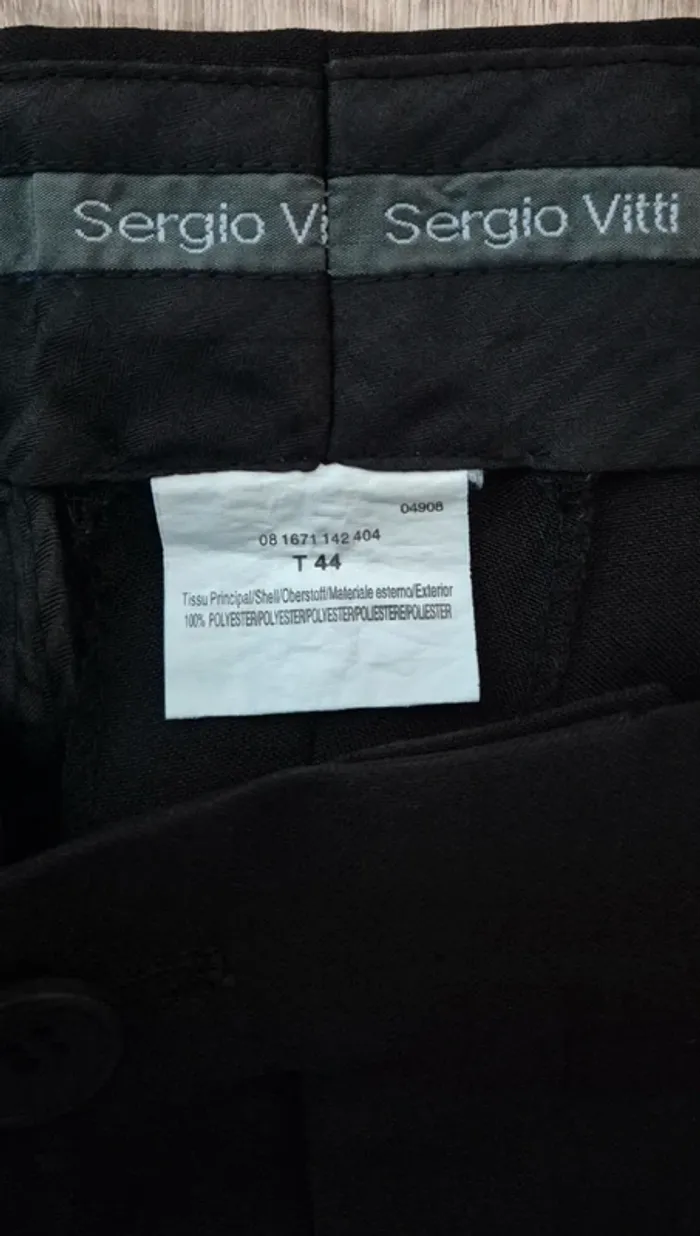 Sergio Vi
Sergio Vitti
04908
08 1671 142 404
T 44
Tissu Principal/Shell/Oberstoff/Materiale esterno/Exterior
100% POLYESTER/POLYESTER/POLYESTER/POLIESTERE/POLIESTER